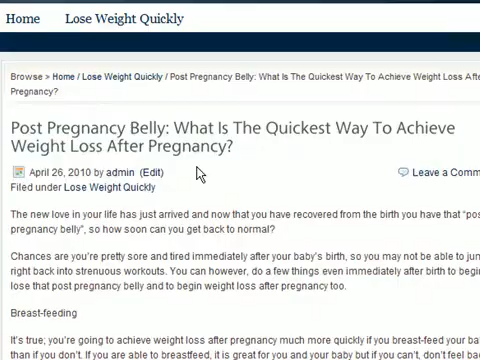 Home Lose Weight Quickly
Browse > Home / Lose Weight Quickly / Post Pregnancy Belly: What Is The Quickest Way To Achieve Weight Loss Afte
Pregnancy?
Post Pregnancy Belly: What Is The Quickest Way To Achieve
Weight Loss After Pregnancy?
April 26, 2010 by admin (Edit) Leave a Comm
Filed under Lose Weight Quickly
The new love in your life has just arrived and now that you have recovered from the birth you have that “pos
pregnancy belly”, so how soon can you get back to normal?
Chances are you’re pretty sore and tired immediately after your baby’s birth, so you may not be able to jum
right back into strenuous workouts. You can however, do a few things even immediately after birth to begin
lose that post pregnancy belly and to begin weight loss after pregnancy too.
Breast-feeding
It’s true; you’re going to achieve weight loss after pregnancy much more quickly if you breast-feed your ba
than if you don’t. If you are able to breastfeed, it is great for you and your baby but if you can’t, don’t feel ba